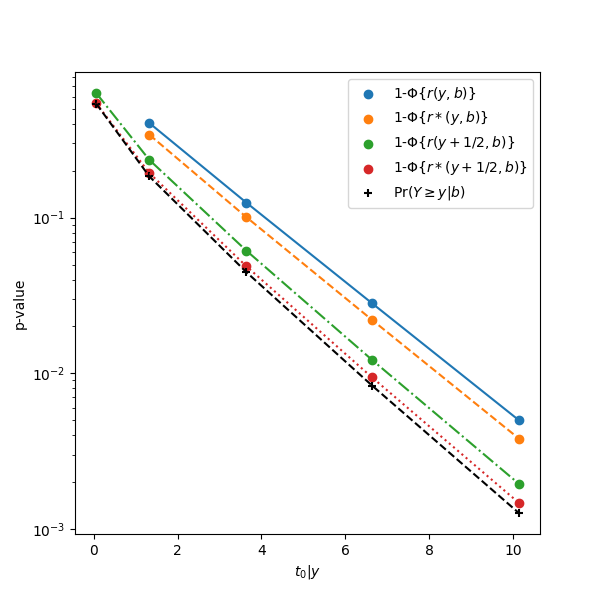 1-Φ{r(y, b)}
1-Φ{r*(y, b)}
1-Φ{r(y + 1/2, b)}
1-Φ{r*(y + 1/2, b)}
Pr(Y ≥ y|b)
p-value
10⁻¹
10⁻²
10⁻³
0 2 4 6 8 10
t₀|y